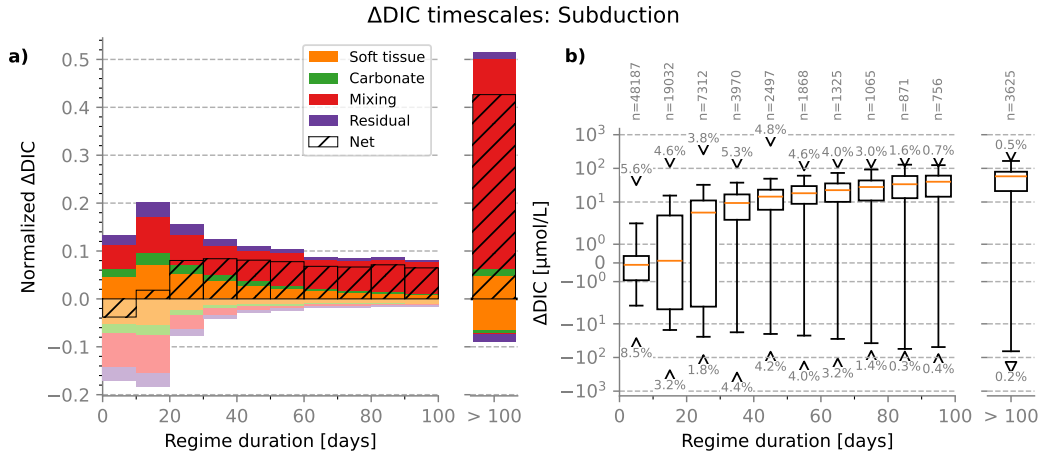 ΔDIC timescales: Subduction
a)
Normalized ΔDIC
0.5
0.4
0.3
0.2
0.1
0.0
−0.1
−0.2
Soft tissue
Carbonate
Mixing
Residual
Net
0 20 40 60 80 100
> 100
Regime duration [days]
b)
n=48187
n=19032
n=7312
n=3970
n=2497
n=1868
n=1325
n=1065
n=871
n=756
n=3625
ΔDIC [μmol/L]
10³
10²
10¹
10⁰
0
−10⁰
−10¹
−10²
−10³
5.6%
4.6%
3.8%
5.3%
4.8%
4.6%
4.0%
3.0%
1.6%
0.7%
0.5%
8.5%
3.2%
1.8%
4.4%
4.2%
4.0%
3.2%
1.4%
0.3%
0.4%
0.2%
0 20 40 60 80 100
> 100
Regime duration [days]